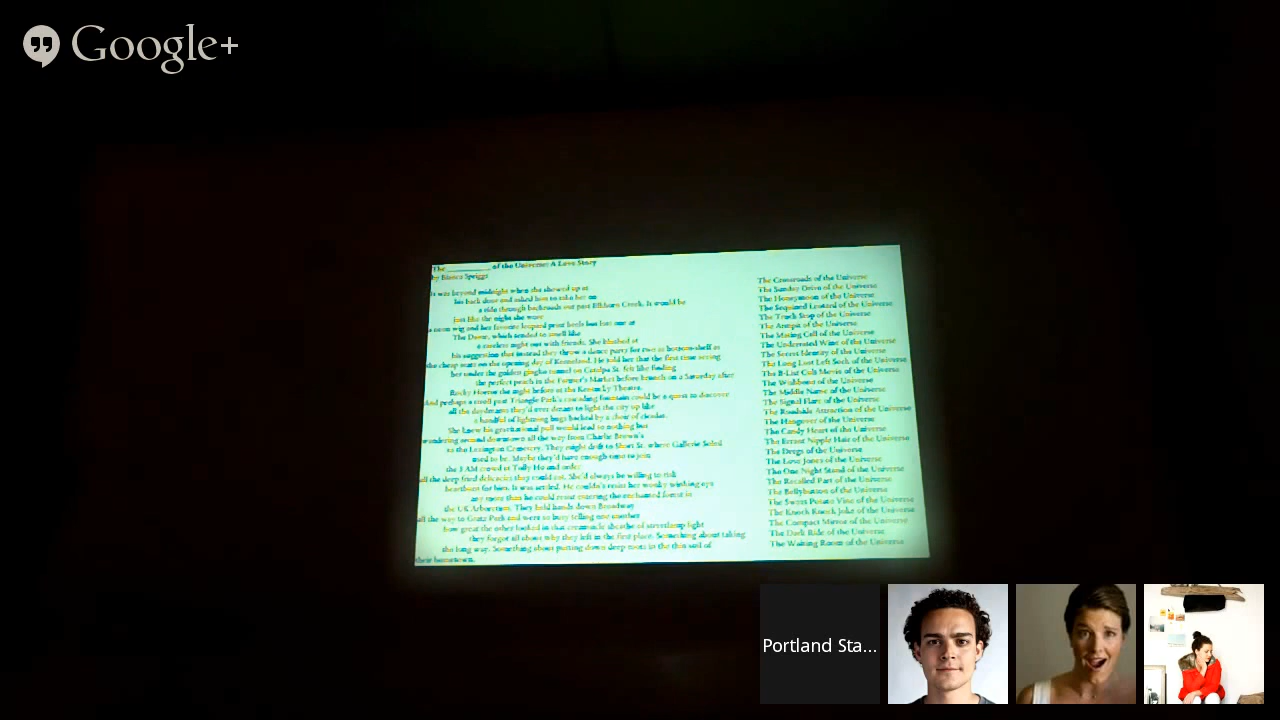 Google+
The __________ of the Universe: A Love Story
by Bianca Spriggs
It was beyond midnight when she showed up at
his back door and asked him to take her on
a ride through backroads out past Elkhorn Creek. It would be
just like the night she wore
a neon wig and her favorite leopard print heels but lost one at
The Dame, which tended to smell like
a careless night out with friends. She blushed at
his suggestion that instead they throw a dance party for two in bottom-shelf as
the cheap seats on the opening day of Keeneland. He told her that the first time seeing
her under the golden gingko tunnel on Catalpa St. felt like finding
the perfect peach in the Farmer's Market before brunch on a Saturday after
Rocky Horror the night before at the Kentucky Theatre.
And perhaps a stroll past Triangle Park's cascading fountain could be a quest to discover
all the daydreams they'd ever dreamt to light the city up like
a handful of lightning bugs backed by a choir of cicadas.
She knew his gravitational pull would lead to nothing but
wandering around downtown all the way from Charlie Brown's
to the Lexington Cemetery. They might drift to Short St. where Gallerie Soleil
used to be. Maybe they'd have enough time to join
the 3 AM crowd at Tolly Ho and order
all the deep fried delicacies they could eat. She'd always be willing to risk
heartburn for him. It was settled. He couldn't resist her wonky winking eye
any more than he could resist entering the enchanted forest in
the UK Arboretum. They held hands down Broadway
all the way to Gratz Park and were so busy telling one another
how great the other looked in that creamsicle sheathe of streetlamp light
they forgot all about why they left in the first place. Something about taking
the long way. Something about putting down deep roots in the thin soil of
their hometown.
The Crossroads of the Universe
The Sunday Drive of the Universe
The Honeymoon of the Universe
The Sequined Leotard of the Universe
The Truck Stop of the Universe
The Armpit of the Universe
The Mating Call of the Universe
The Underrated Wine of the Universe
The Secret Identity of the Universe
The Long Lost Left Sock of the Universe
The B-List Cult Movie of the Universe
The Wishbone of the Universe
The Middle Name of the Universe
The Signal Flare of the Universe
The Roadside Attraction of the Universe
The Hangover of the Universe
The Candy Heart of the Universe
The Errant Nipple Hair of the Universe
The Dregs of the Universe
The Love Jones of the Universe
The One Night Stand of the Universe
The Recalled Part of the Universe
The Bellybutton of the Universe
The Sweet Potato Vine of the Universe
The Knock Knock Joke of the Universe
The Compact Mirror of the Universe
The Dark Ride of the Universe
The Waiting Room of the Universe
Portland Sta...